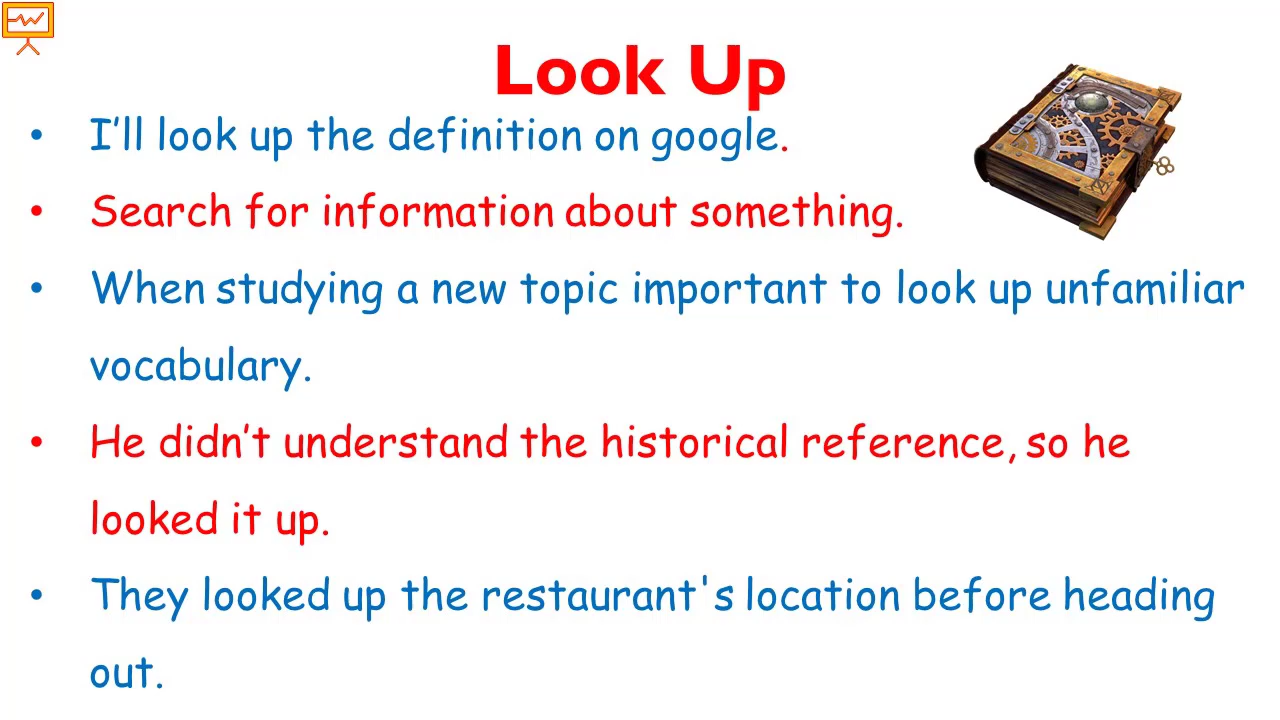 Look Up
• I’ll look up the definition on google.
• Search for information about something.
• When studying a new topic important to look up unfamiliar
vocabulary.
• He didn’t understand the historical reference, so he
looked it up.
• They looked up the restaurant's location before heading
out.